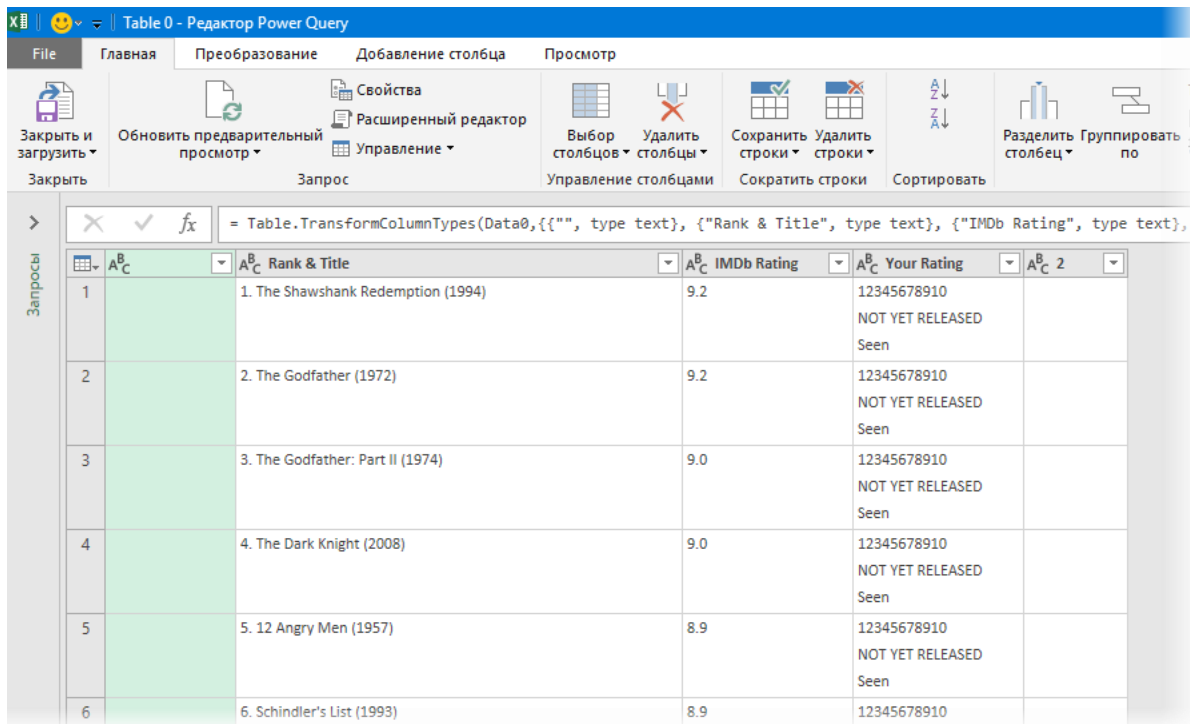 Table 0 - Редактор Power Query
File Главная Преобразование Добавление столбца Просмотр
Закрыть и загрузить
Закрыть
Обновить предварительный просмотр
Свойства
Расширенный редактор
Управление
Запрос
Выбор столбцов
Удалить столбцы
Управление столбцами
Сохранить строки
Удалить строки
Сократить строки
Сортировать
Разделить столбец
Группировать по
fx = Table.TransformColumnTypes(Data0,{{"", type text}, {"Rank & Title", type text}, {"IMDb Rating", type text},
Запросы
ABC ABC Rank & Title ABC IMDb Rating ABC Your Rating ABC 2
1 1. The Shawshank Redemption (1994) 9.2 12345678910
NOT YET RELEASED
Seen
2 2. The Godfather (1972) 9.2 12345678910
NOT YET RELEASED
Seen
3 3. The Godfather: Part II (1974) 9.0 12345678910
NOT YET RELEASED
Seen
4 4. The Dark Knight (2008) 9.0 12345678910
NOT YET RELEASED
Seen
5 5. 12 Angry Men (1957) 8.9 12345678910
NOT YET RELEASED
Seen
6 6. Schindler's List (1993) 8.9 12345678910